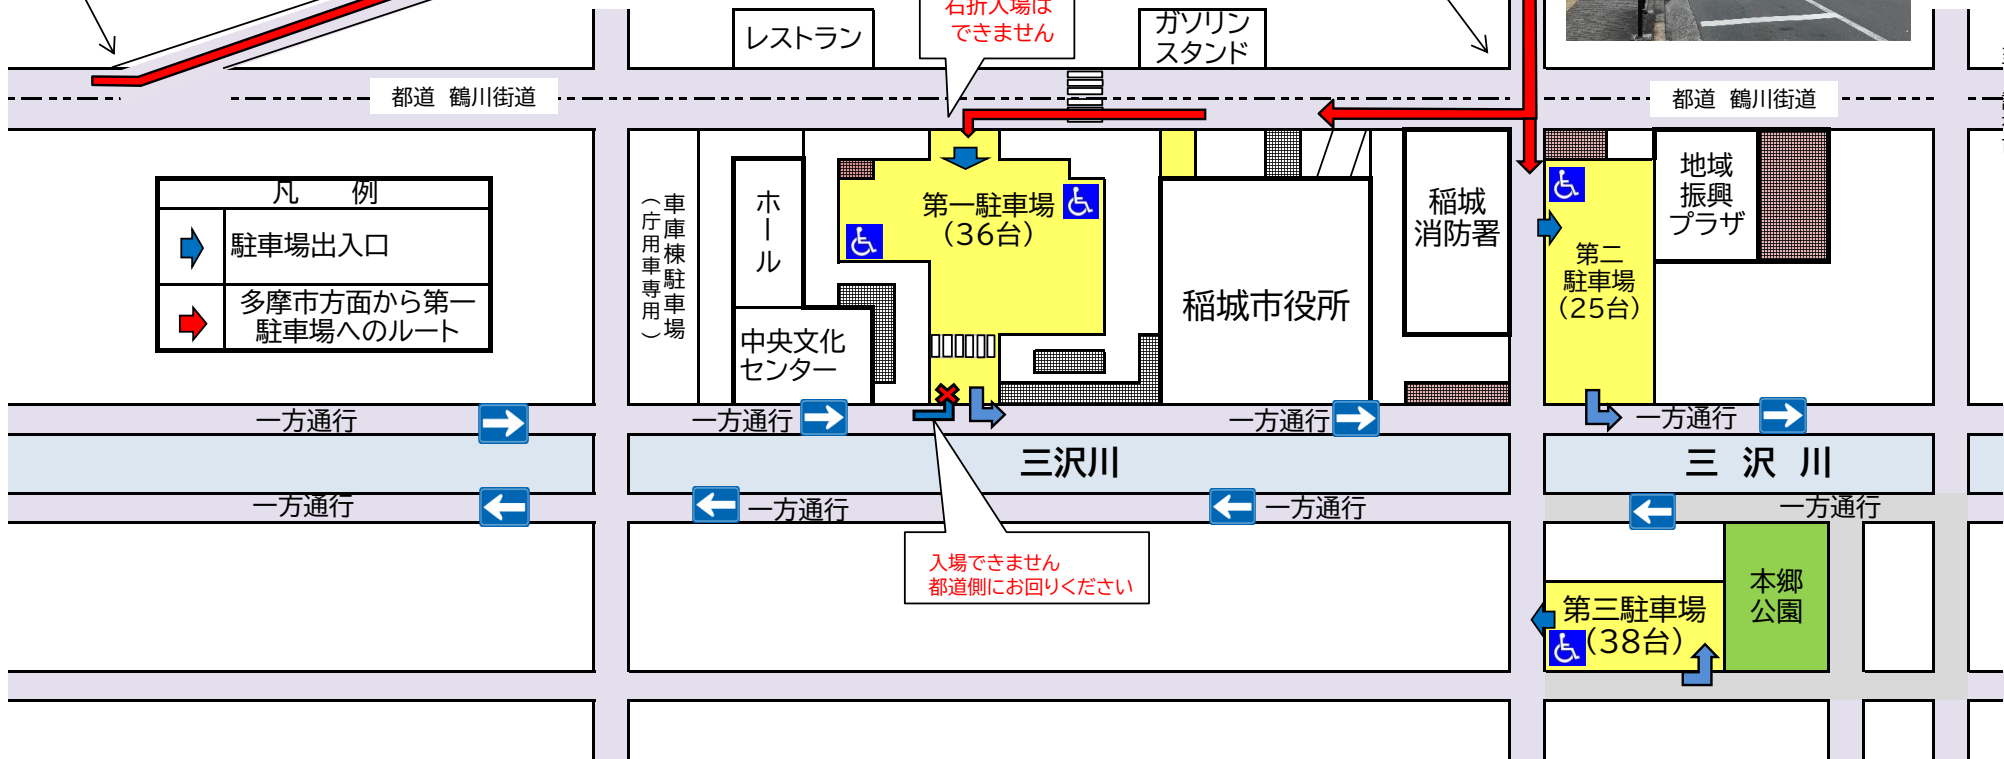 右折入場は
できません
レストラン
ガソリン
スタンド
都道 鶴川街道
都道 鶴川街道
凡 例
駐車場出入口
多摩市方面から第一
駐車場へのルート
車庫棟駐車場
（庁用車専用）
ホール
中央文化
センター
第一駐車場
（36台）
稲城市役所
稲城
消防署
第二
駐車場
（25台）
地域
振興
プラザ
一方通行
一方通行
一方通行
一方通行
三沢川
三 沢 川
一方通行
一方通行
一方通行
一方通行
入場できません
都道側にお回りください
第三駐車場
（38台）
本郷
公園